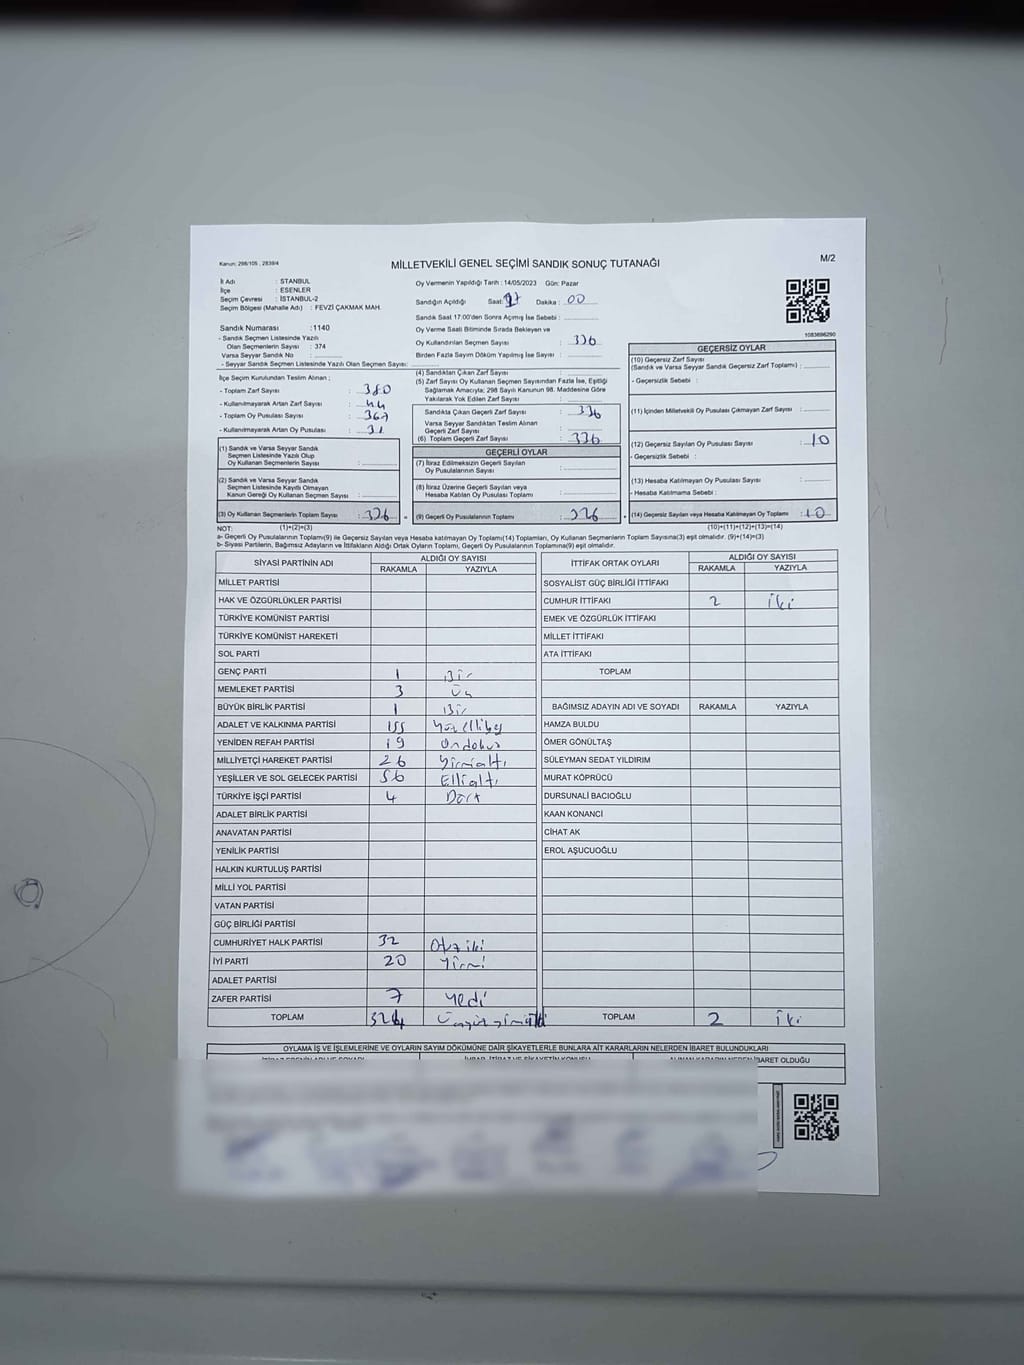 Kanun: 298/105 , 2839/4
MİLLETVEKİLİ GENEL SEÇİMİ SANDIK SONUÇ TUTANAĞI
M/2
İl Adı : İSTANBUL
İlçe : ESENLER
Seçim Çevresi : İSTANBUL-2
Seçim Bölgesi (Mahalle Adı) : FEVZİ ÇAKMAK MAH.
Sandık Numarası : 1140
- Sandık Seçmen Listesinde Yazılı
Olan Seçmenlerin Sayısı : 374
Varsa Seyyar Sandık No :
- Seyyar Sandık Seçmen Listesinde Yazılı Olan Seçmen Sayısı:
İlçe Seçim Kurulundan Teslim Alınan ;
- Toplam Zarf Sayısı : 380
- Kullanılmayarak Artan Zarf Sayısı : 44
- Toplam Oy Pusulası Sayısı : 367
- Kullanılmayarak Artan Oy Pusulası : 31
(1) Sandık ve Varsa Seyyar Sandık
Seçmen Listesinde Yazılı Olup
Oy Kullanan Seçmenlerin Sayısı :
(2) Sandık ve Varsa Seyyar Sandık
Seçmen Listesinde Kayıtlı Olmayan
Kanun Gereği Oy Kullanan Seçmen Sayısı :
(3) Oy Kullanan Seçmenlerin Toplam Sayısı : 336
Oy Vermenin Yapıldığı Tarih : 14/05/2023 Gün: Pazar
Sandığın Açıldığı Saat: 17 Dakika : 00
Sandık Saat 17:00'den Sonra Açılmış İse Sebebi :
Oy Verme Saati Bitiminde Sırada Bekleyen ve
Oy Kullandırılan Seçmen Sayısı : 336
Birden Fazla Sayım Döküm Yapılmış İse Sayısı :
(4) Sandıktan Çıkan Zarf Sayısı :
(5) Zarf Sayısı Oy Kullanan Seçmen Sayısından Fazla İse, Eşitliği
Sağlamak Amacıyla; 298 Sayılı Kanunun 98. Maddesine Göre
Yakılarak Yok Edilen Zarf Sayısı :
Sandıkta Çıkan Geçerli Zarf Sayısı : 336
Varsa Seyyar Sandıktan Teslim Alınan
Geçerli Zarf Sayısı :
(6) Toplam Geçerli Zarf Sayısı : 336
GEÇERLİ OYLAR
(7) İtiraz Edilmeksizin Geçerli Sayılan
Oy Pusulalarının Sayısı :
(8) İtiraz Üzerine Geçerli Sayılan veya
Hesaba Katılan Oy Pusulası Toplamı :
(9) Geçerli Oy Pusulalarının Toplamı : 326
1083696290
GEÇERSİZ OYLAR
(10) Geçersiz Zarf Sayısı
(Sandık ve Varsa Seyyar Sandık Geçersiz Zarf Toplamı) :
- Geçersizlik Sebebi :
(11) İçinden Milletvekili Oy Pusulası Çıkmayan Zarf Sayısı :
(12) Geçersiz Sayılan Oy Pusulası Sayısı : 10
- Geçersizlik Sebebi :
(13) Hesaba Katılmayan Oy Pusulası Sayısı :
- Hesaba Katılmama Sebebi :
(14) Geçersiz Sayılan veya Hesaba Katılmayan Oy Toplamı : 10
NOT: (1)+(2)=(3) (10)+(11)+(12)+(13)=(14)
a- Geçerli Oy Pusulaları Toplamı(9) ile Geçersiz Sayılan veya Hesaba katılmayan Oy Toplamı(14) Toplamları, Oy Kullanan Seçmenlerin Toplam Sayısına(3) eşit olmalıdır. (9)+(14)=(3)
b- Siyasi Partilerin, Bağımsız Adayların ve İttifakların Aldığı Ortak Oyların Toplamı, Geçerli Oy Pusulalarının Toplamına(9) eşit olmalıdır.
SİYASİ PARTİNİN ADI ALDIĞI OY SAYISI
RAKAMLA YAZIYLA
MİLLET PARTİSİ
HAK VE ÖZGÜRLÜKLER PARTİSİ
TÜRKİYE KOMÜNİST PARTİSİ
TÜRKİYE KOMÜNİST HAREKETİ
SOL PARTİ
GENÇ PARTİ 1 Bir
MEMLEKET PARTİSİ 3 Üç
BÜYÜK BİRLİK PARTİSİ 1 Bir
ADALET VE KALKINMA PARTİSİ 155 Yüzellibeş
YENİDEN REFAH PARTİSİ 19 Ondokuz
MİLLİYETÇİ HAREKET PARTİSİ 26 Yirmialtı
YEŞİLLER VE SOL GELECEK PARTİSİ 56 Ellialtı
TÜRKİYE İŞÇİ PARTİSİ 4 Dört
ADALET BİRLİK PARTİSİ
ANAVATAN PARTİSİ
YENİLİK PARTİSİ
HALKIN KURTULUŞ PARTİSİ
MİLLİ YOL PARTİSİ
VATAN PARTİSİ
GÜÇ BİRLİĞİ PARTİSİ
CUMHURİYET HALK PARTİSİ 32 Otuziki
İYİ PARTİ 20 Yirmi
ADALET PARTİSİ
ZAFER PARTİSİ 7 Yedi
TOPLAM 324
İTTİFAK ORTAK OYLARI ALDIĞI OY SAYISI
RAKAMLA YAZIYLA
SOSYALİST GÜÇ BİRLİĞİ İTTİFAKI
CUMHUR İTTİFAKI 2 İki
EMEK VE ÖZGÜRLÜK İTTİFAKI
MİLLET İTTİFAKI
ATA İTTİFAKI
TOPLAM
BAĞIMSIZ ADAYIN ADI VE SOYADI RAKAMLA YAZIYLA
HAMZA BULDU
ÖMER GÖNÜLTAŞ
SÜLEYMAN SEDAT YILDIRIM
MURAT KÖPRÜCÜ
DURSUNALİ BACIOĞLU
KAAN KONANCİ
CİHAT AK
EROL AŞUCUOĞLU
TOPLAM 2 İki
OYLAMA İŞ VE İŞLEMLERİNE VE OYLARIN SAYIM DÖKÜMÜNE DAİR ŞİKAYETLERLE BUNLARA AİT KARARLARIN NELERDEN İBARET BULUNDUKLARI